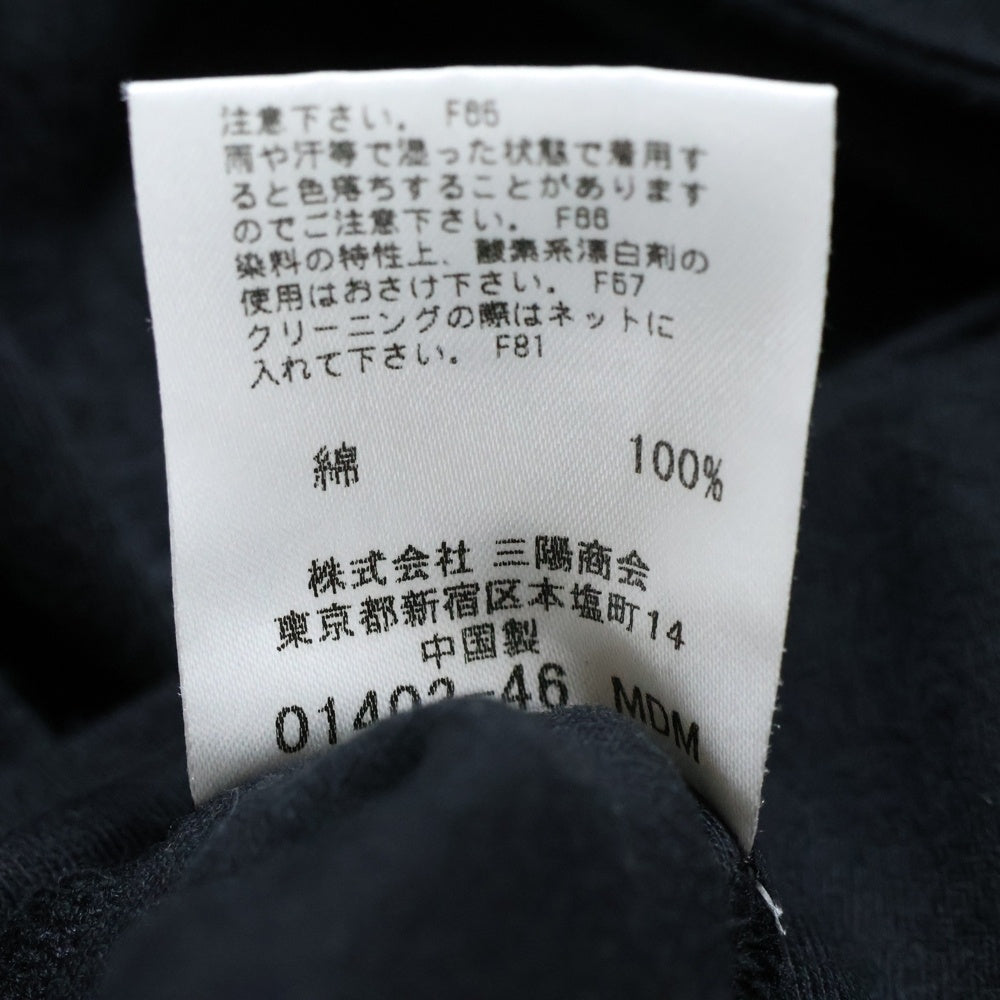 注意下さい。 F65
雨や汗等で湿った状態で着用す
ると色落ちすることがあります
のでご注意下さい。 F66
染料の特性上、酸素系漂白剤の
使用はおさけ下さい。 F67
クリーニングの際はネットに
入れて下さい。 F81
綿 100%
株式会社 三陽商会
東京都新宿区本塩町14
中国製
-46 MDM